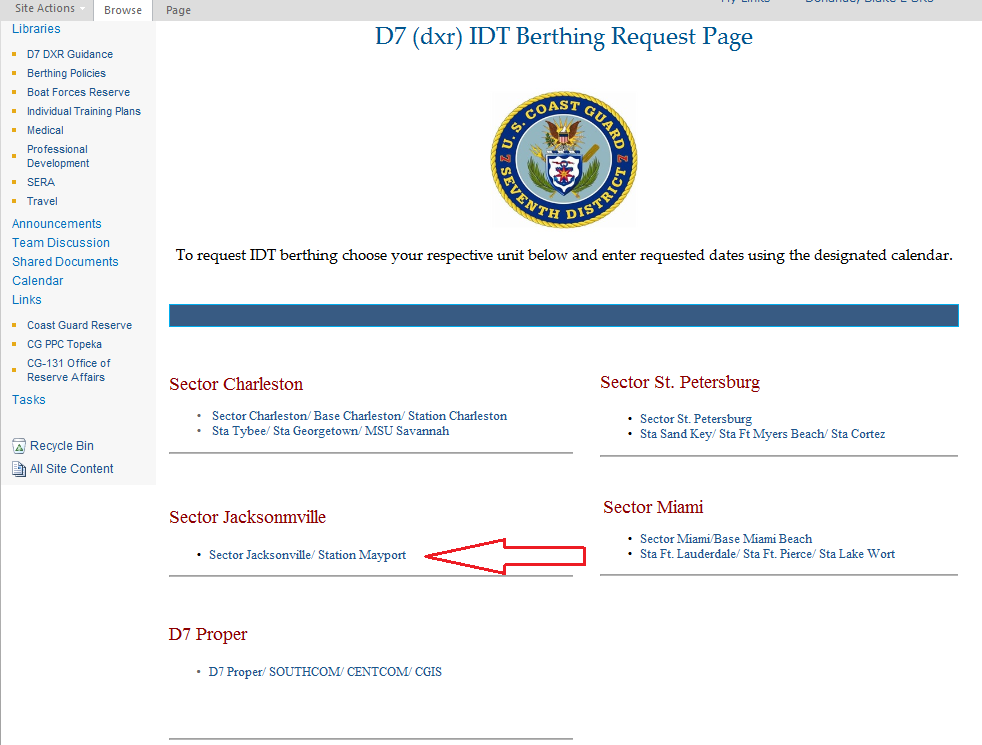 Site Actions
Browse
Page
My Links
Libraries
D7 DXR Guidance
Berthing Policies
Boat Forces Reserve
Individual Training Plans
Medical
Professional
Development
SERA
Travel
Announcements
Team Discussion
Shared Documents
Calendar
Links
Coast Guard Reserve
CG PPC Topeka
CG-131 Office of
Reserve Affairs
Tasks
Recycle Bin
All Site Content
D7 (dxr) IDT Berthing Request Page
U. S. COAST GUARD
7 7
SEVENTH DISTRICT
To request IDT berthing choose your respective unit below and enter requested dates using the designated calendar.
Sector Charleston
Sector Charleston/ Base Charleston/ Station Charleston
Sta Tybee/ Sta Georgetown/ MSU Savannah
Sector St. Petersburg
Sector St. Petersburg
Sta Sand Key/ Sta Ft Myers Beach/ Sta Cortez
Sector Jacksonmville
Sector Jacksonville/ Station Mayport
Sector Miami
Sector Miami/Base Miami Beach
Sta Ft. Lauderdale/ Sta Ft. Pierce/ Sta Lake Wort
D7 Proper
D7 Proper/ SOUTHCOM/ CENTCOM/ CGIS